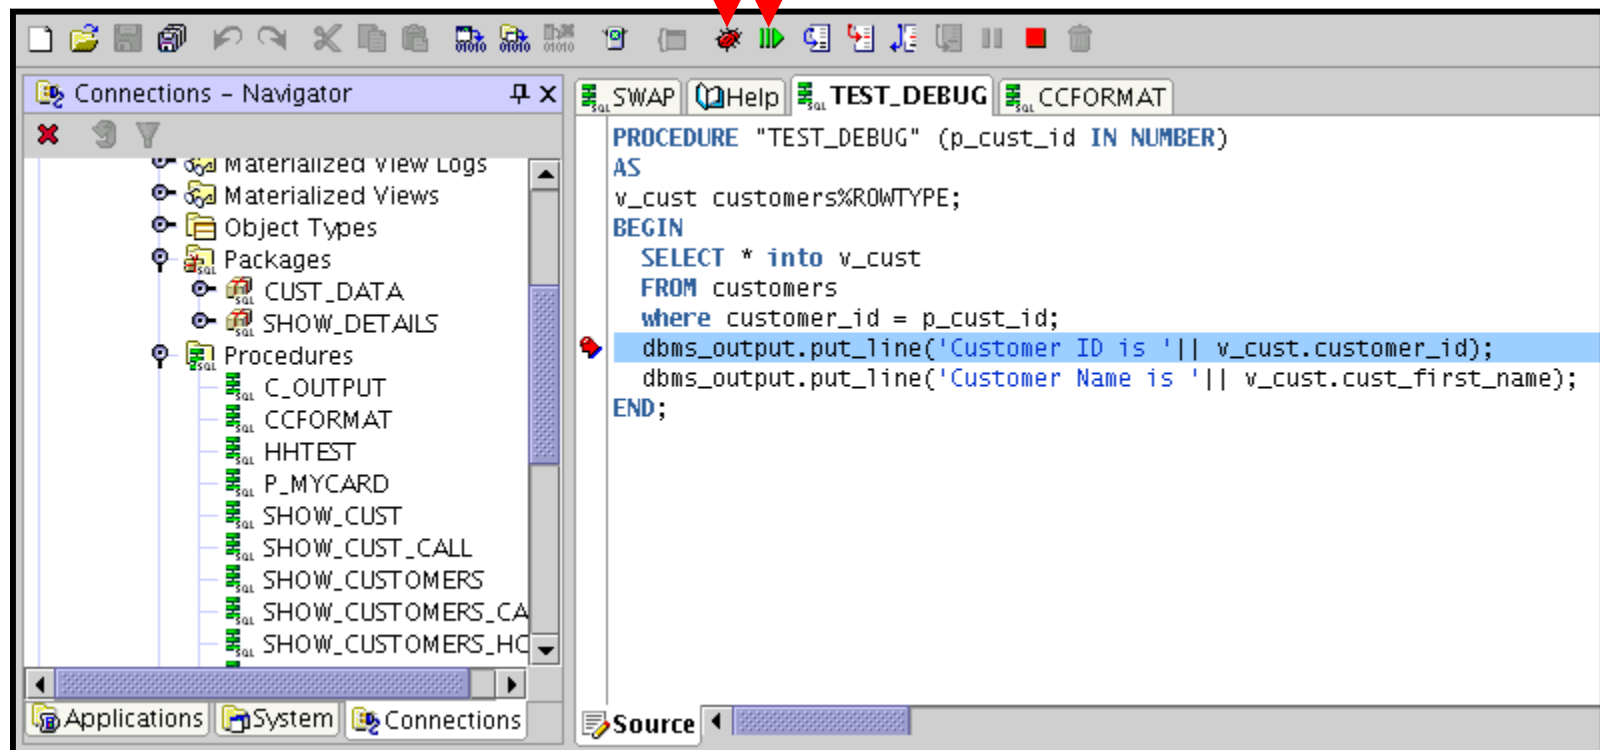 Connections – Navigator
Materialized View Logs
Materialized Views
Object Types
Packages
CUST_DATA
SHOW_DETAILS
Procedures
C_OUTPUT
CCFORMAT
HHTEST
P_MYCARD
SHOW_CUST
SHOW_CUST_CALL
SHOW_CUSTOMERS
SHOW_CUSTOMERS_CA
SHOW_CUSTOMERS_HC
Applications System Connections
SWAP Help TEST_DEBUG CCFORMAT
PROCEDURE "TEST_DEBUG" (p_cust_id IN NUMBER)
AS
v_cust customers%ROWTYPE;
BEGIN
SELECT * into v_cust
FROM customers
where customer_id = p_cust_id;
dbms_output.put_line('Customer ID is '|| v_cust.customer_id);
dbms_output.put_line('Customer Name is '|| v_cust.cust_first_name);
END;
Source